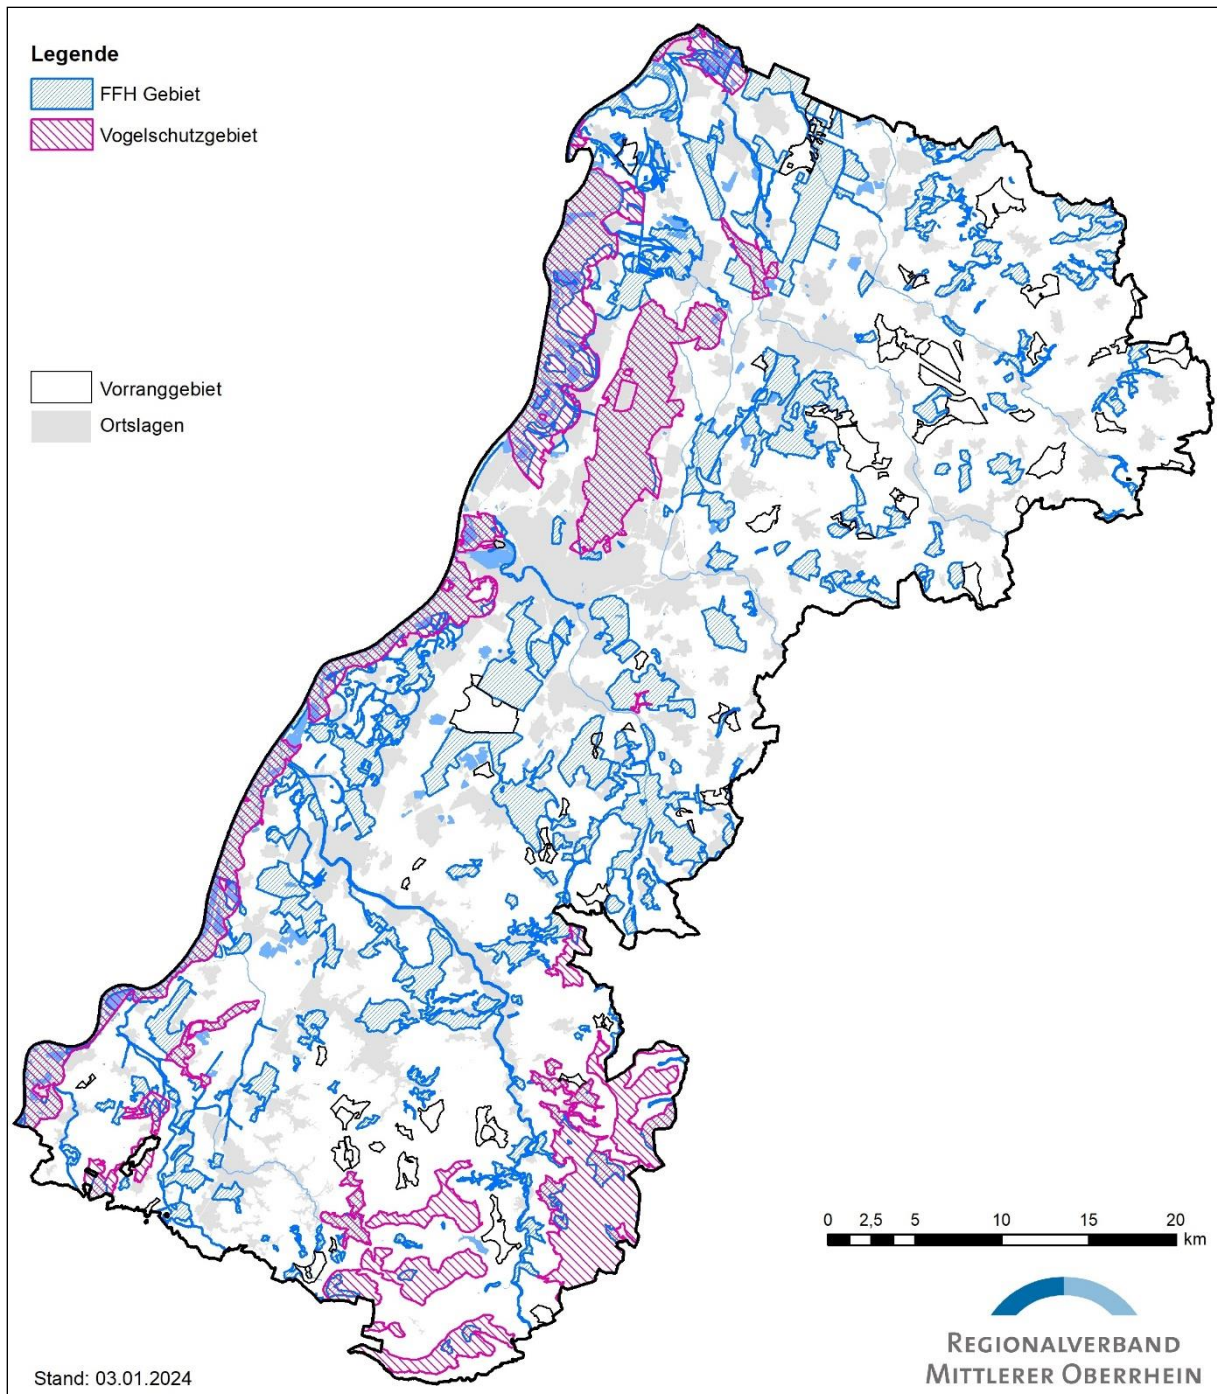 Legende
FFH Gebiet
Vogelschutzgebiet
Vorranggebiet
Ortslagen
0 2,5 5 10 15 20
km
REGIONALVERBAND
MITTLERER OBERRHEIN
Stand: 03.01.2024